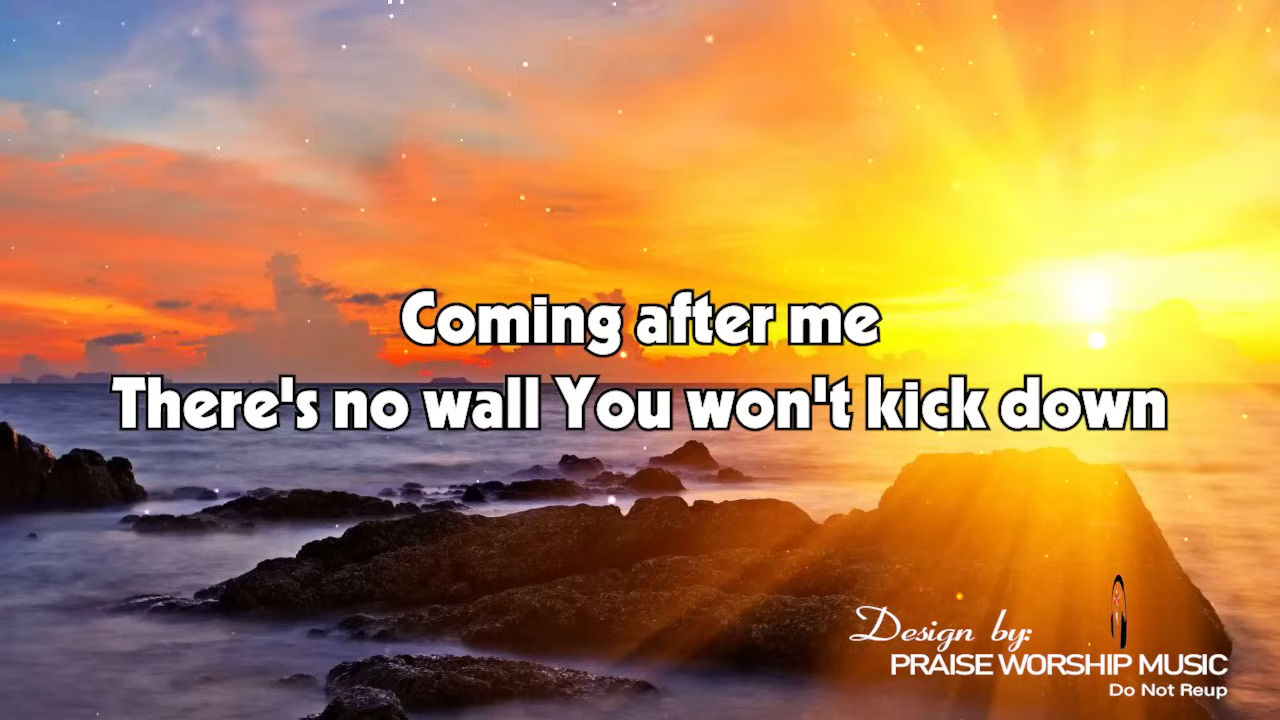 Coming after me
There's no wall You won't kick down
Design by:
PRAISE WORSHIP MUSIC
Do Not Reup